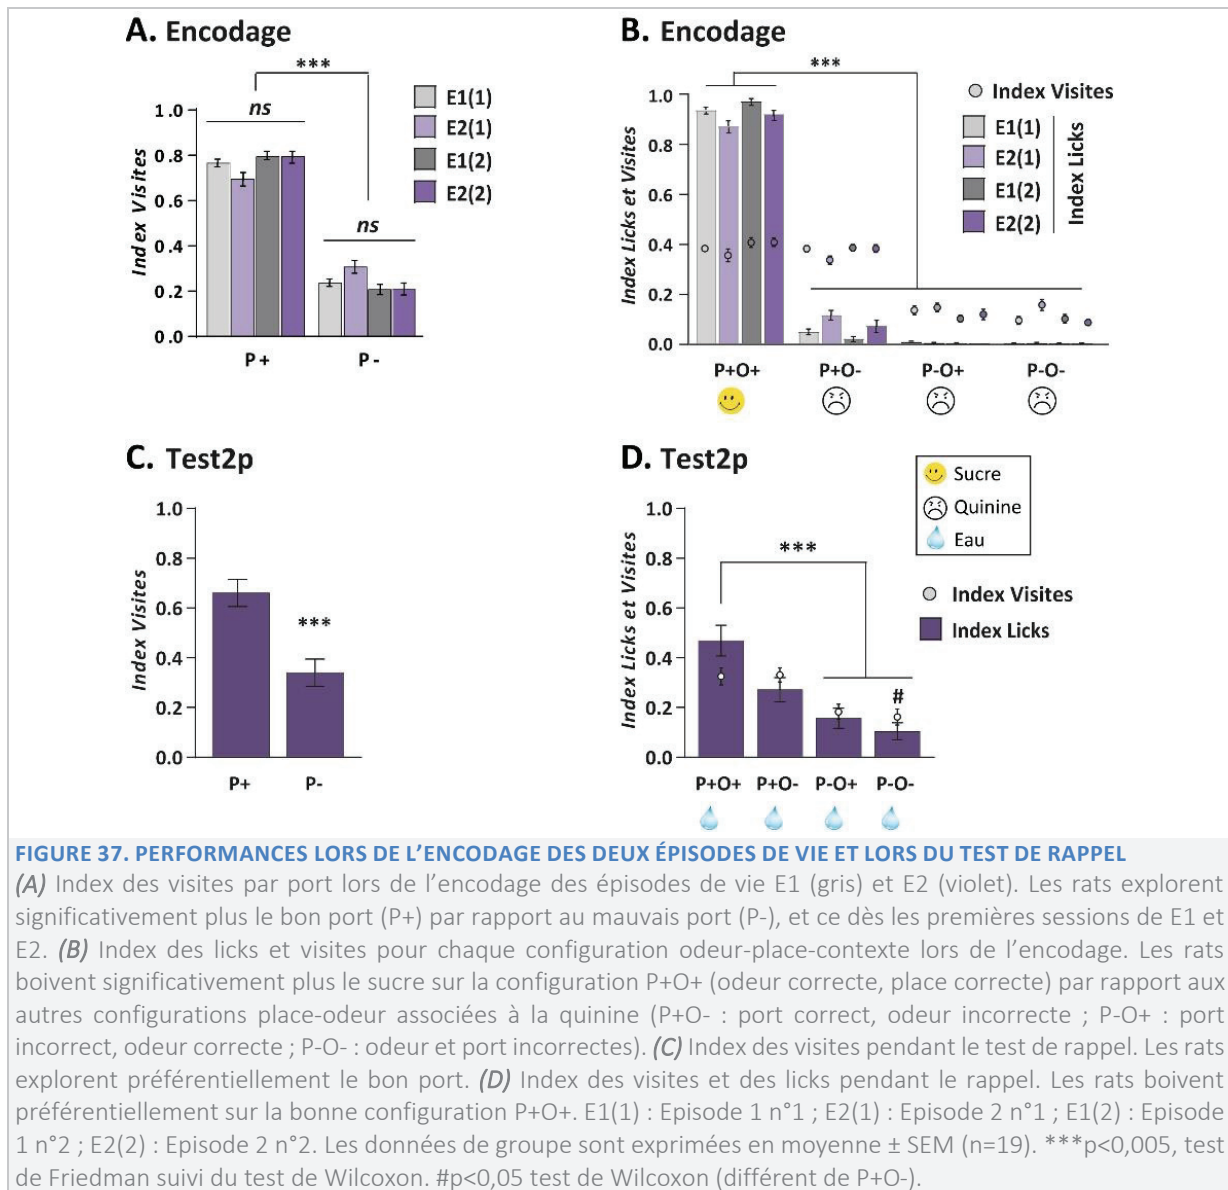 A. Encodage
***
ns
E1(1)
E2(1)
E1(2)
E2(2)
Index Visites
1.0
0.8
0.6
0.4
0.2
0.0
ns
P+
P-
B. Encodage
***
Index Visites
E1(1)
E2(1)
E1(2)
E2(2)
Index Licks
Index Licks et Visites
1.0
0.8
0.6
0.4
0.2
0.0
P+O+
P+O-
P-O+
P-O-
C. Test2p
Index Visites
1.0
0.8
0.6
0.4
0.2
0.0
***
P+
P-
D. Test2p
Sucre
Quinine
Eau
***
Index Visites
Index Licks
Index Licks et Visites
1.0
0.8
0.6
0.4
0.2
0.0
#
P+O+
P+O-
P-O+
P-O-
FIGURE 37. PERFORMANCES LORS DE L'ENCODAGE DES DEUX ÉPISODES DE VIE ET LORS DU TEST DE RAPPEL
(A) Index des visites par port lors de l'encodage des épisodes de vie E1 (gris) et E2 (violet). Les rats explorent
significativement plus le bon port (P+) par rapport au mauvais port (P-), et ce dès les premières sessions de E1 et
E2. (B) Index des licks et visites pour chaque configuration odeur-place-contexte lors de l'encodage. Les rats
boivent significativement plus le sucre sur la configuration P+O+ (odeur correcte, place correcte) par rapport aux
autres configurations place-odeur associées à la quinine (P+O- : port correct, odeur incorrecte ; P-O+ : port
incorrect, odeur correcte ; P-O- : odeur et port incorrectes). (C) Index des visites pendant le test de rappel. Les rats
explorent préférentiellement le bon port. (D) Index des visites et des licks pendant le rappel. Les rats boivent
préférentiellement sur la bonne configuration P+O+. E1(1) : Episode 1 n°1 ; E2(1) : Episode 2 n°1 ; E1(2) : Episode
1 n°2 ; E2(2) : Episode 2 n°2. Les données de groupe sont exprimées en moyenne ± SEM (n=19). ***p<0,005, test
de Friedman suivi du test de Wilcoxon. #p<0,05 test de Wilcoxon (différent de P+O-).